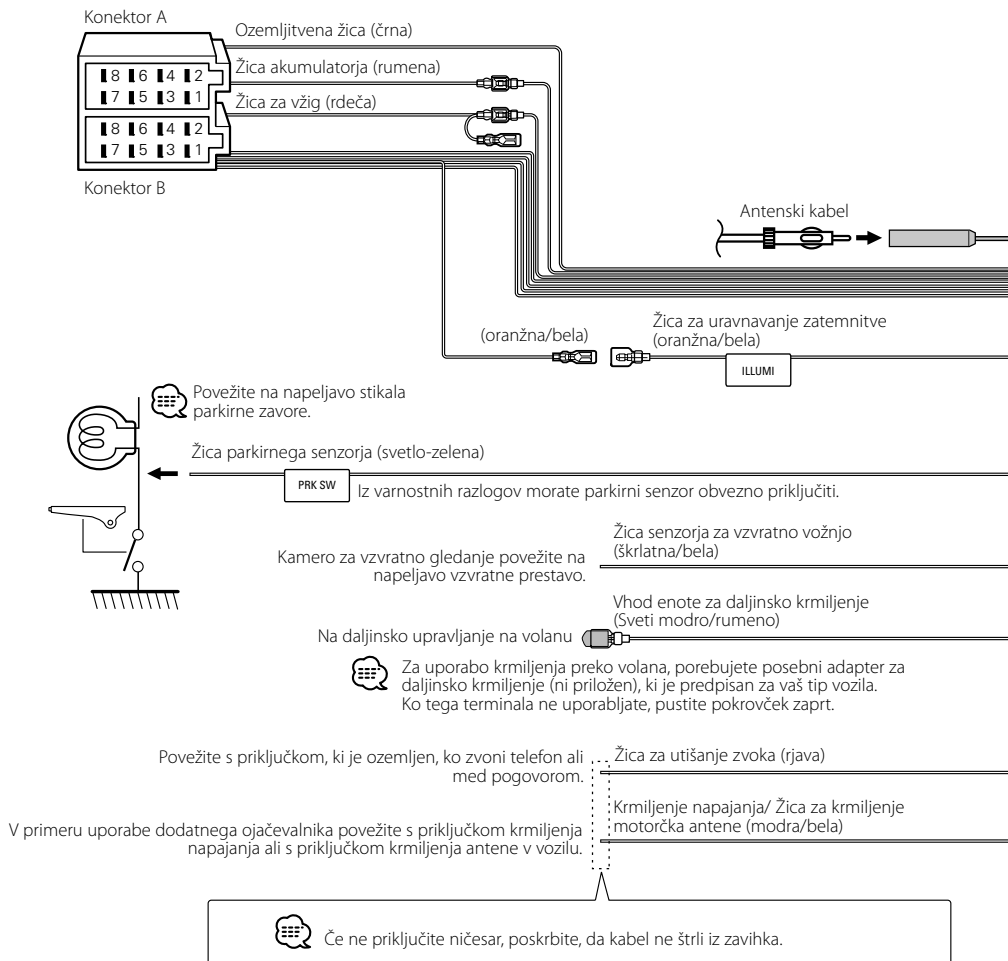 Konektor A
Ozemljitvena žica (črna)
Žica akumulatorja (rumena)
8 6 4 2
7 5 3 1
Žica za vžig (rdeča)
8 6 4 2
7 5 3 1
Konektor B
Antenski kabel
(oranžna/bela)
Žica za uravnavanje zatemnitve
(oranžna/bela)
ILLUMI
Povežite na napeljavo stikala
parkirne zavore.
Žica parkirnega senzorja (svetlo-zelena)
PRK SW
Iz varnostnih razlogov morate parkirni senzor obvezno priključiti.
Kamero za vzvratno gledanje povežite na
napeljavo vzvratne prestavo.
Žica senzorja za vzvratno vožnjo
(škrlatna/bela)
Na daljinsko upravljanje na volanu
Vhod enote za daljinsko krmiljenje
(Sveti modro/rumeno)
Za uporabo krmiljenja preko volana, porebujete posebni adapter za
daljinsko krmiljenje (ni priložen), ki je predpisan za vaš tip vozila.
Ko tega terminala ne uporabljate, pustite pokrovček zaprt.
Povežite s priključkom, ki je ozemljen, ko zvoni telefon ali
med pogovorom.
Žica za utišanje zvoka (rjava)
V primeru uporabe dodatnega ojačevalnika povežite s priključkom krmiljenja
napajanja ali s priključkom krmiljenja antene v vozilu.
Krmiljenje napajanja/ Žica za krmiljenje
motorčka antene (modra/bela)
Če ne priključite ničesar, poskrbite, da kabel ne štrli iz zavihka.